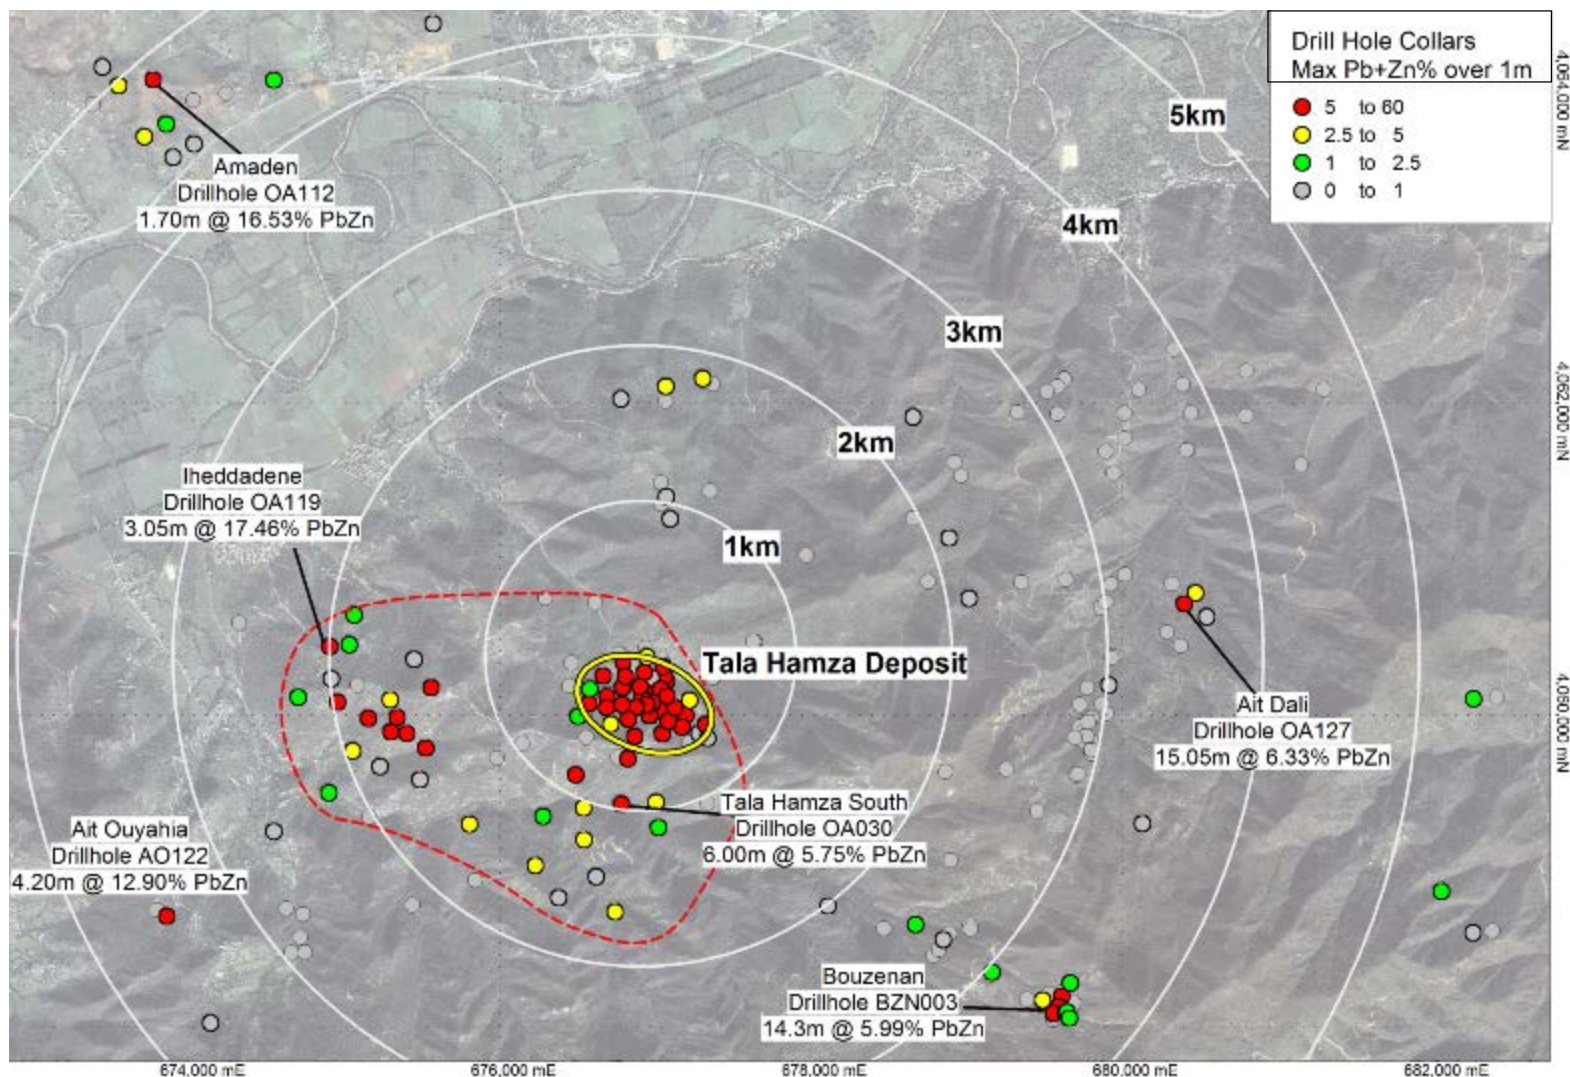 Drill Hole Collars
Max Pb+Zn% over 1m
5 to 60
2.5 to 5
1 to 2.5
0 to 1
5km
4km
3km
2km
1km
Amaden
Drillhole OA112
1.70m @ 16.53% PbZn
Iheddadene
Drillhole OA119
3.05m @ 17.46% PbZn
Tala Hamza Deposit
Ait Dali
Drillhole OA127
15.05m @ 6.33% PbZn
Tala Hamza South
Drillhole OA030
6.00m @ 5.75% PbZn
Ait Ouyahia
Drillhole AO122
4.20m @ 12.90% PbZn
Bouzenan
Drillhole BZN003
14.3m @ 5.99% PbZn
4,054,000 mN
4,062,000 mN
4,050,000 mN
674,000 mE
676,000 mE
678,000 mE
680,000 mE
682,000 mE